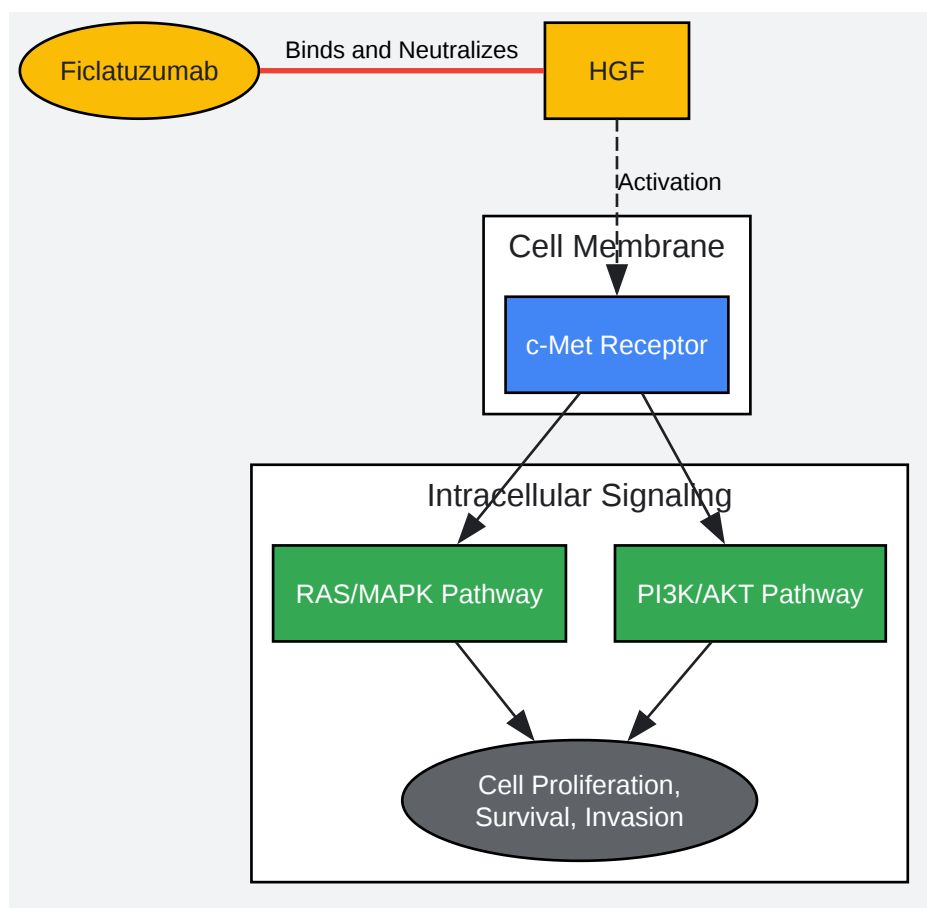 Ficlatuzumab
Binds and Neutralizes
HGF
Activation
Cell Membrane
c-Met Receptor
Intracellular Signaling
RAS/MAPK Pathway
PI3K/AKT Pathway
Cell Proliferation,
Survival, Invasion